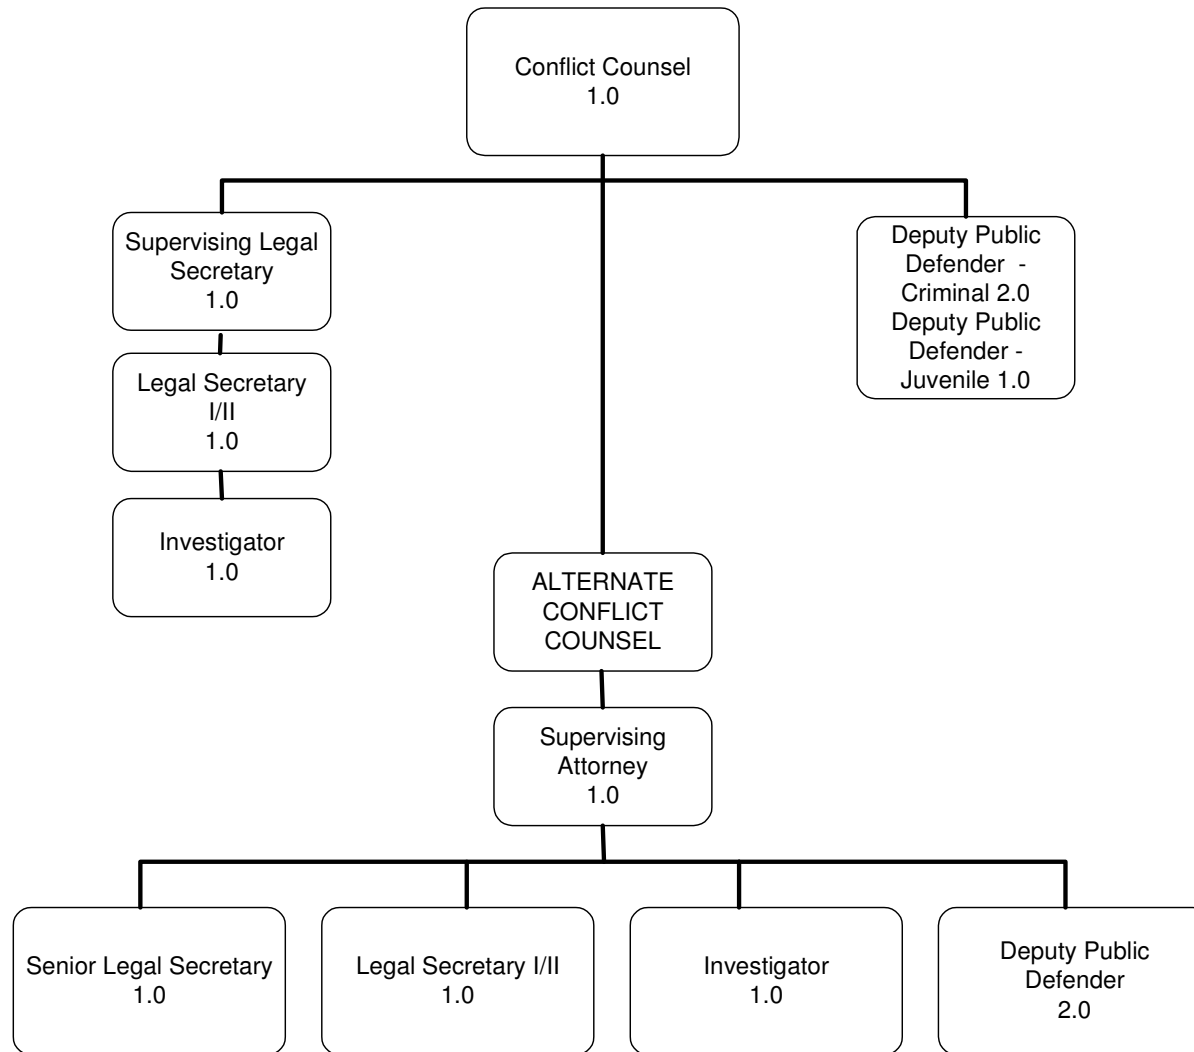 Conflict Counsel
1.0
Supervising Legal
Secretary
1.0
Deputy Public
Defender -
Criminal 2.0
Deputy Public
Defender -
Juvenile 1.0
Legal Secretary
I/II
1.0
Investigator
1.0
ALTERNATE
CONFLICT
COUNSEL
Supervising
Attorney
1.0
Senior Legal Secretary
1.0
Legal Secretary I/II
1.0
Investigator
1.0
Deputy Public
Defender
2.0